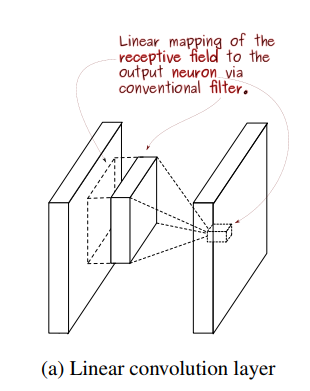 Linear mapping of the
receptive field to the
output neuron via
conventional filter.
(a) Linear convolution layer